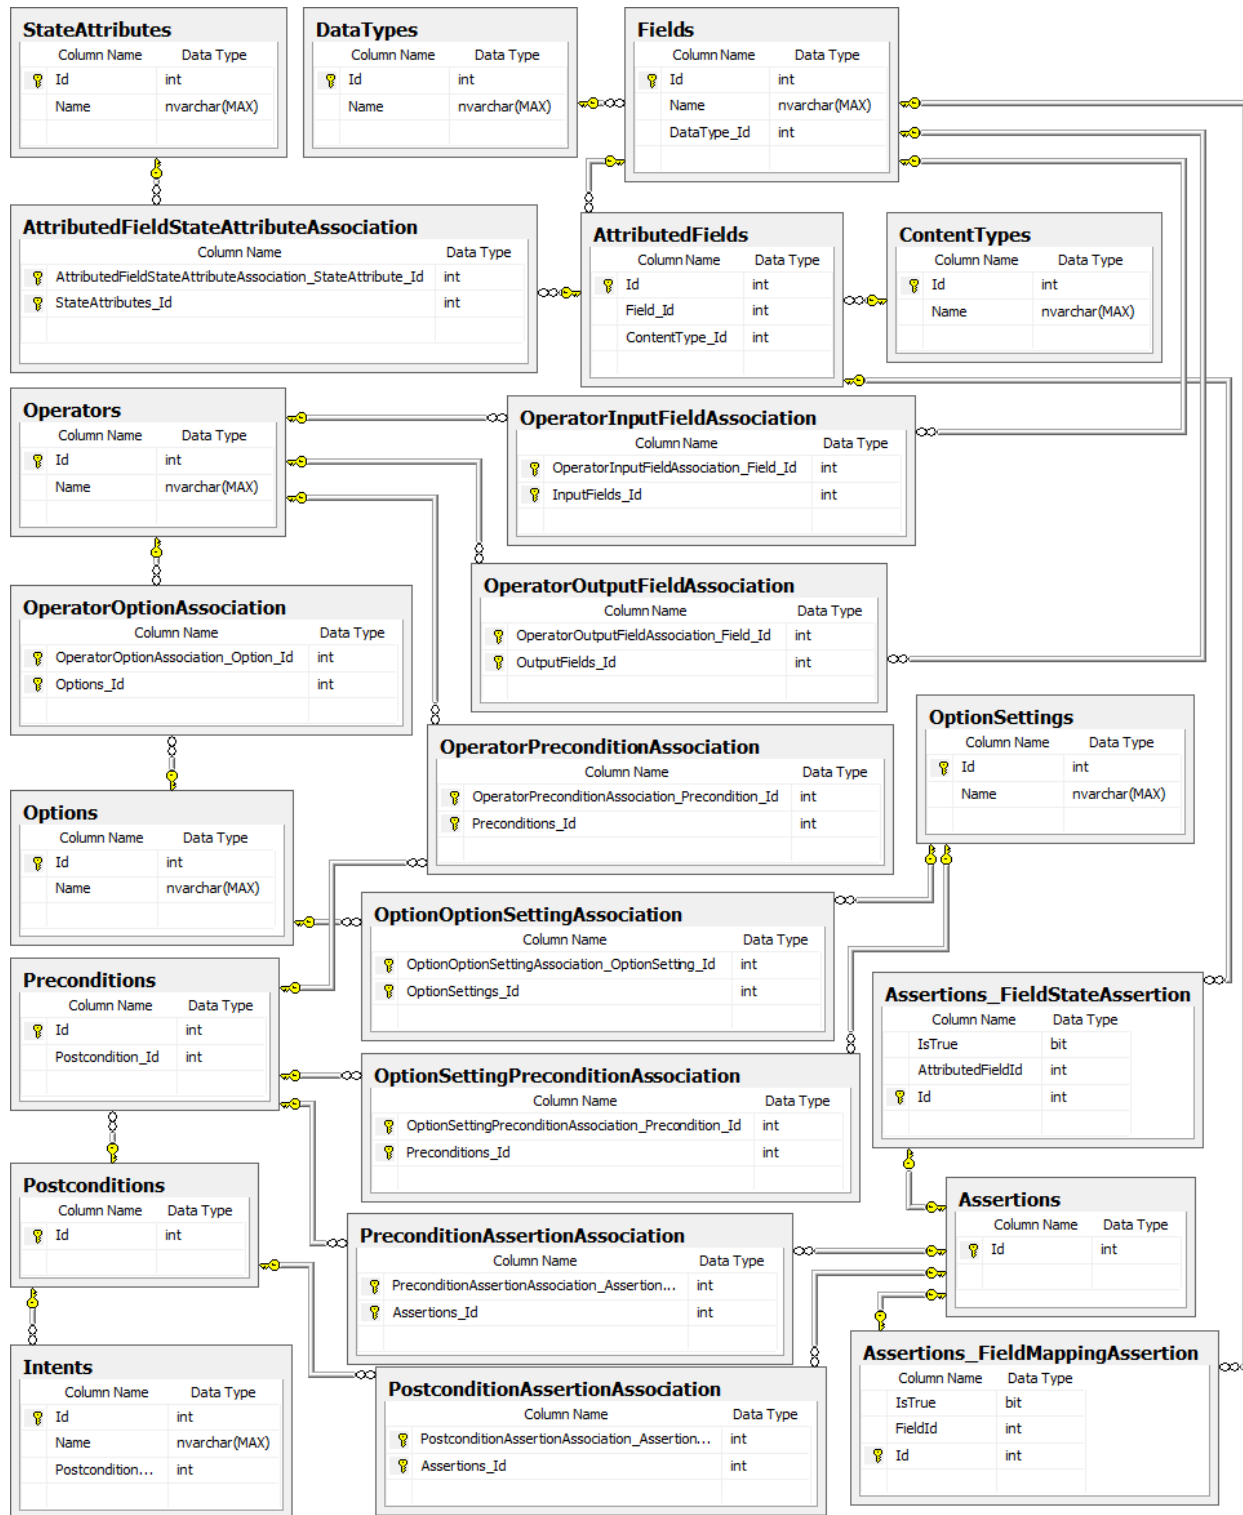 StateAttributes
Column Name Data Type
Id int
Name nvarchar(MAX)
DataTypes
Column Name Data Type
Id int
Name nvarchar(MAX)
Fields
Column Name Data Type
Id int
Name nvarchar(MAX)
DataType_Id int
AttributedFieldStateAttributeAssociation
Column Name Data Type
AttributedFieldStateAttributeAssociation_StateAttribute_Id int
StateAttributes_Id int
AttributedFields
Column Name Data Type
Id int
Field_Id int
ContentType_Id int
ContentTypes
Column Name Data Type
Id int
Name nvarchar(MAX)
Operators
Column Name Data Type
Id int
Name nvarchar(MAX)
OperatorInputFieldAssociation
Column Name Data Type
OperatorInputFieldAssociation_Field_Id int
InputFields_Id int
OperatorOutputFieldAssociation
Column Name Data Type
OperatorOutputFieldAssociation_Field_Id int
OutputFields_Id int
OperatorOptionAssociation
Column Name Data Type
OperatorOptionAssociation_Option_Id int
Options_Id int
OptionSettings
Column Name Data Type
Id int
Name nvarchar(MAX)
OperatorPreconditionAssociation
Column Name Data Type
OperatorPreconditionAssociation_Precondition_Id int
Preconditions_Id int
Options
Column Name Data Type
Id int
Name nvarchar(MAX)
OptionOptionSettingAssociation
Column Name Data Type
OptionOptionSettingAssociation_OptionSetting_Id int
OptionSettings_Id int
Preconditions
Column Name Data Type
Id int
Postcondition_Id int
Assertions_FieldStateAssertion
Column Name Data Type
IsTrue bit
AttributedFieldId int
Id int
OptionSettingPreconditionAssociation
Column Name Data Type
OptionSettingPreconditionAssociation_Precondition_Id int
Preconditions_Id int
Postconditions
Column Name Data Type
Id int
Assertions
Column Name Data Type
Id int
PreconditionAssertionAssociation
Column Name Data Type
PreconditionAssertionAssociation_Assertion... int
Assertions_Id int
Intents
Column Name Data Type
Id int
Name nvarchar(MAX)
Postcondition... int
PostconditionAssertionAssociation
Column Name Data Type
PostconditionAssertionAssociation_Assertion... int
Assertions_Id int
Assertions_FieldMappingAssertion
Column Name Data Type
IsTrue bit
FieldId int
Id int